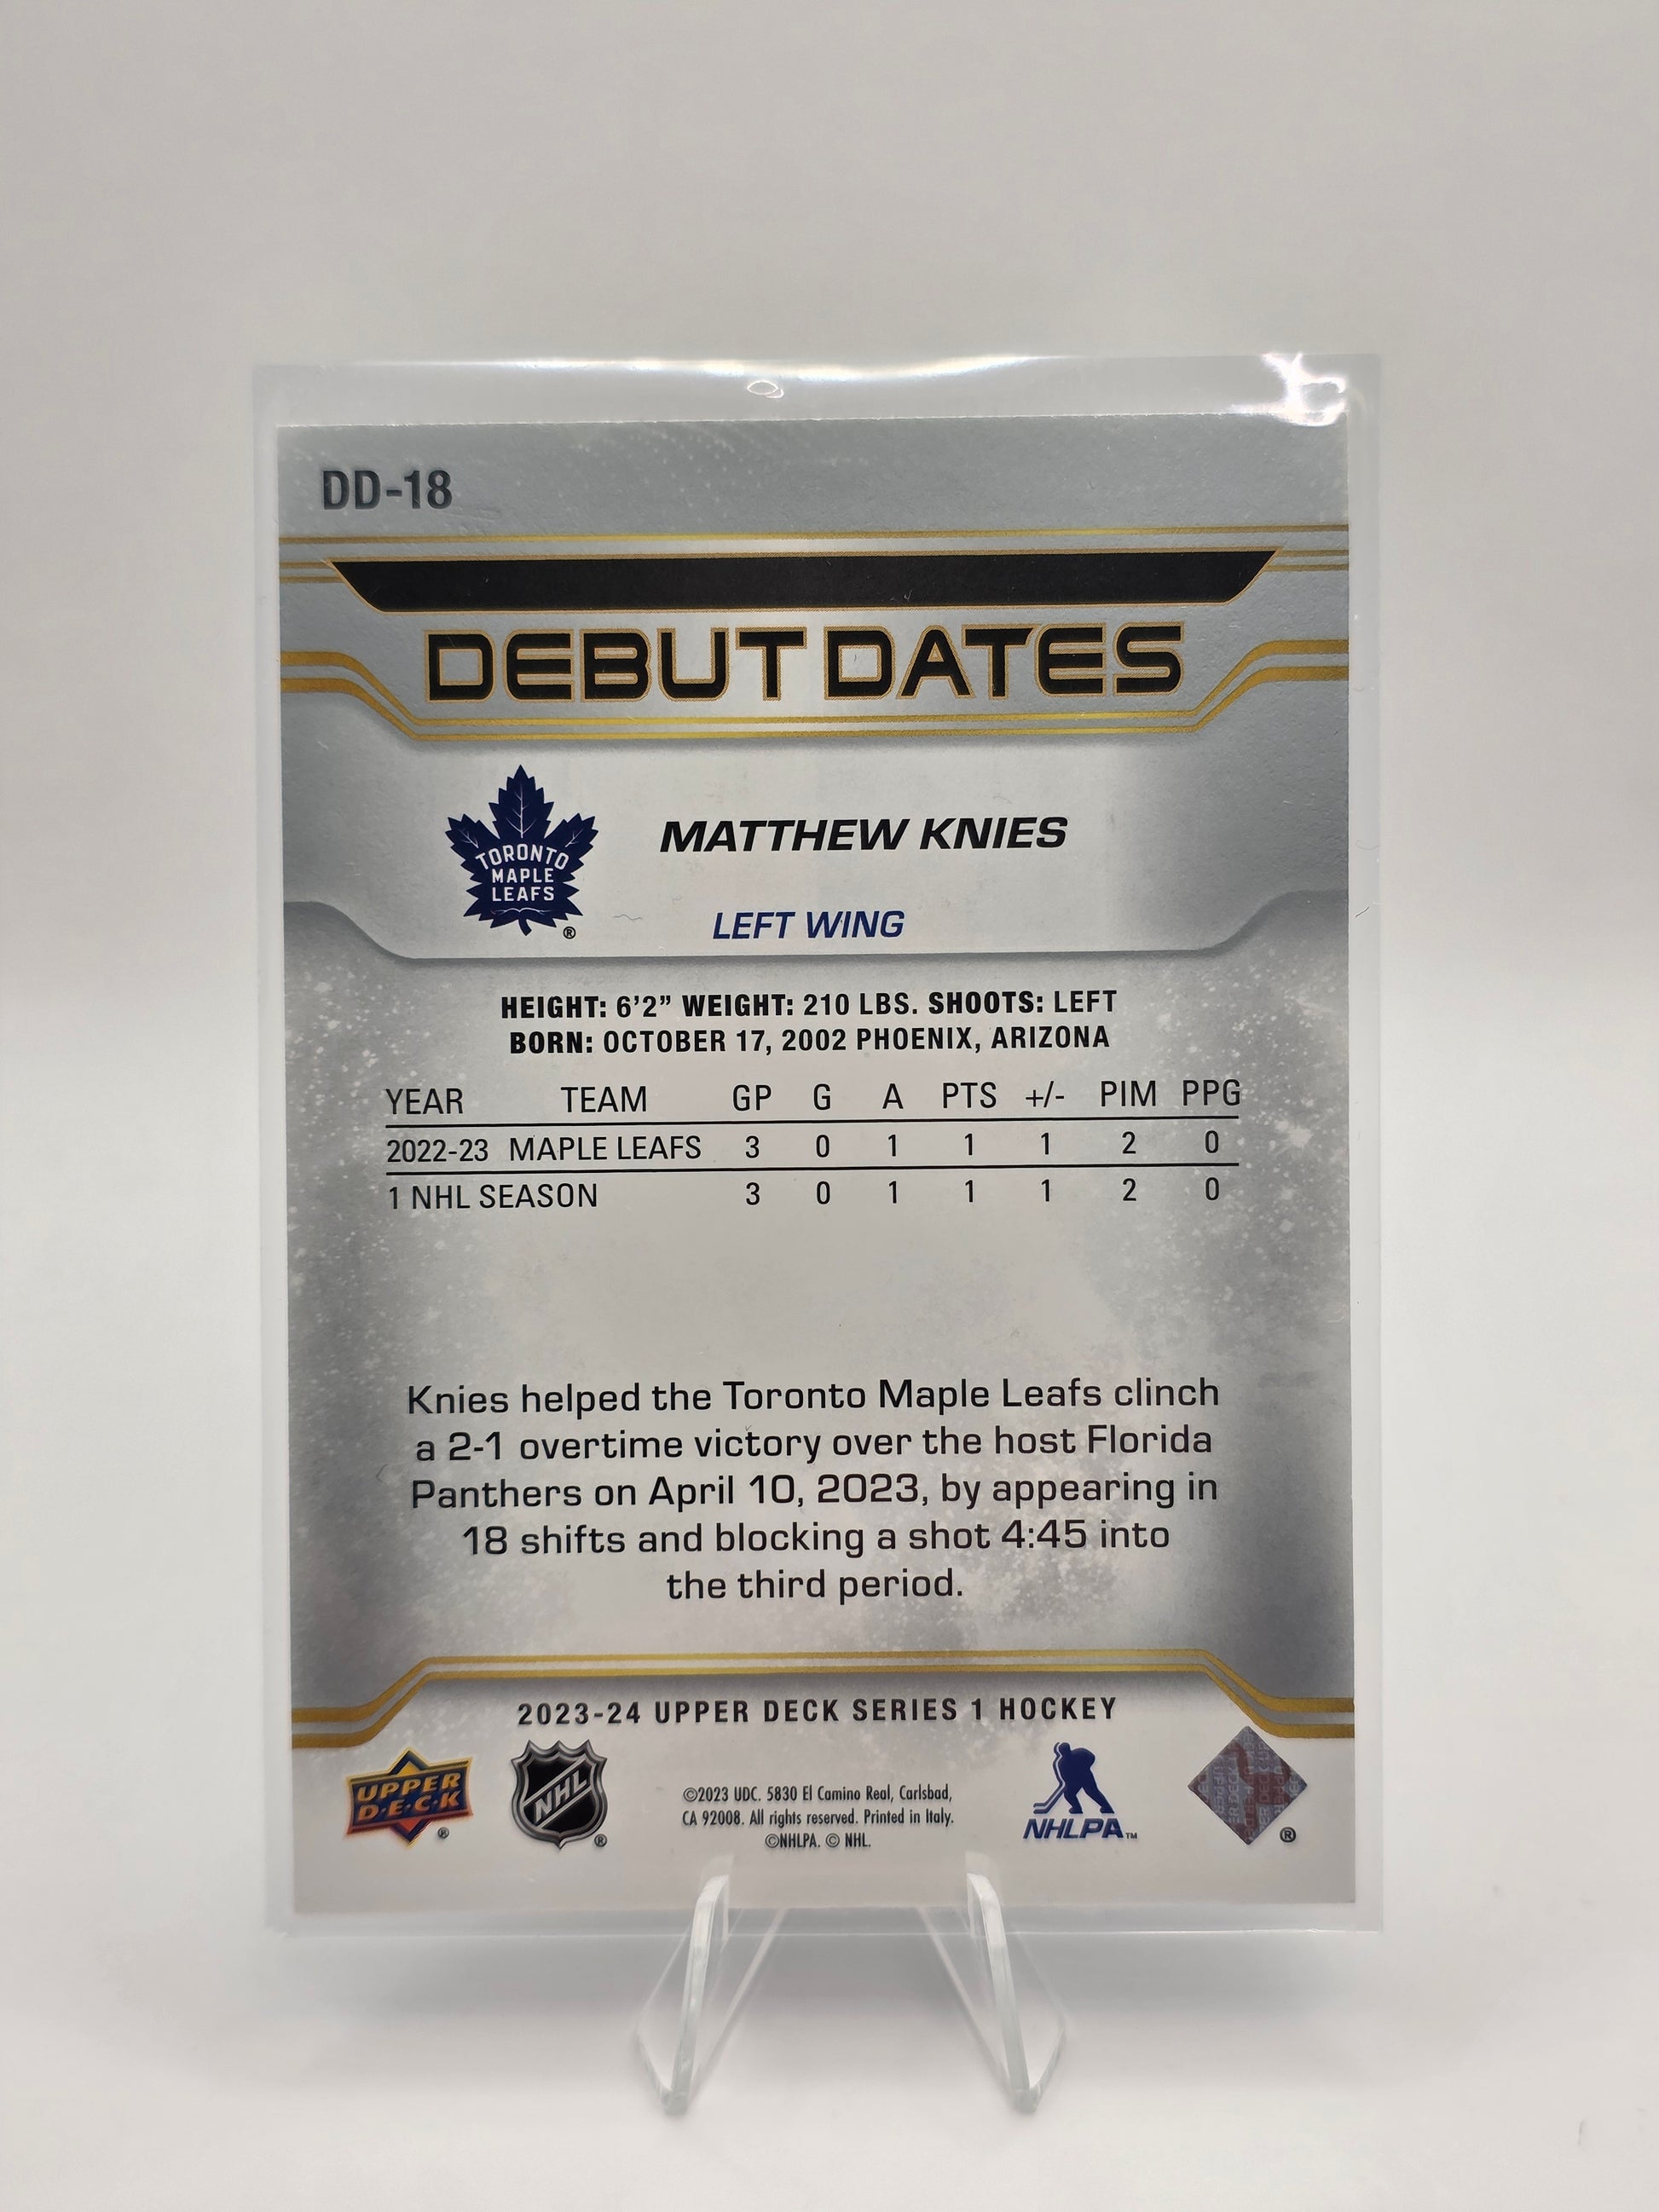 DD-18
DEBUT DATES
TORONTO
MAPLE
LEAFS
®
MATTHEW KNIES
LEFT WING
HEIGHT: 6'2” WEIGHT: 210 LBS. SHOOTS: LEFT
BORN: OCTOBER 17, 2002 PHOENIX, ARIZONA
YEAR TEAM GP G A PTS +/- PIM PPG
2022-23 MAPLE LEAFS 3 0 1 1 1 2 0
1 NHL SEASON 3 0 1 1 1 2 0
Knies helped the Toronto Maple Leafs clinch
a 2-1 overtime victory over the host Florida
Panthers on April 10, 2023, by appearing in
18 shifts and blocking a shot 4:45 into
the third period.
2023-24 UPPER DECK SERIES 1 HOCKEY
UPPER
D·E·C·K
®
NHL
®
©2023 UDC. 5830 El Camino Real, Carlsbad,
CA 92008. All rights reserved. Printed in Italy.
©NHLPA. © NHL.
NHLPA™
®